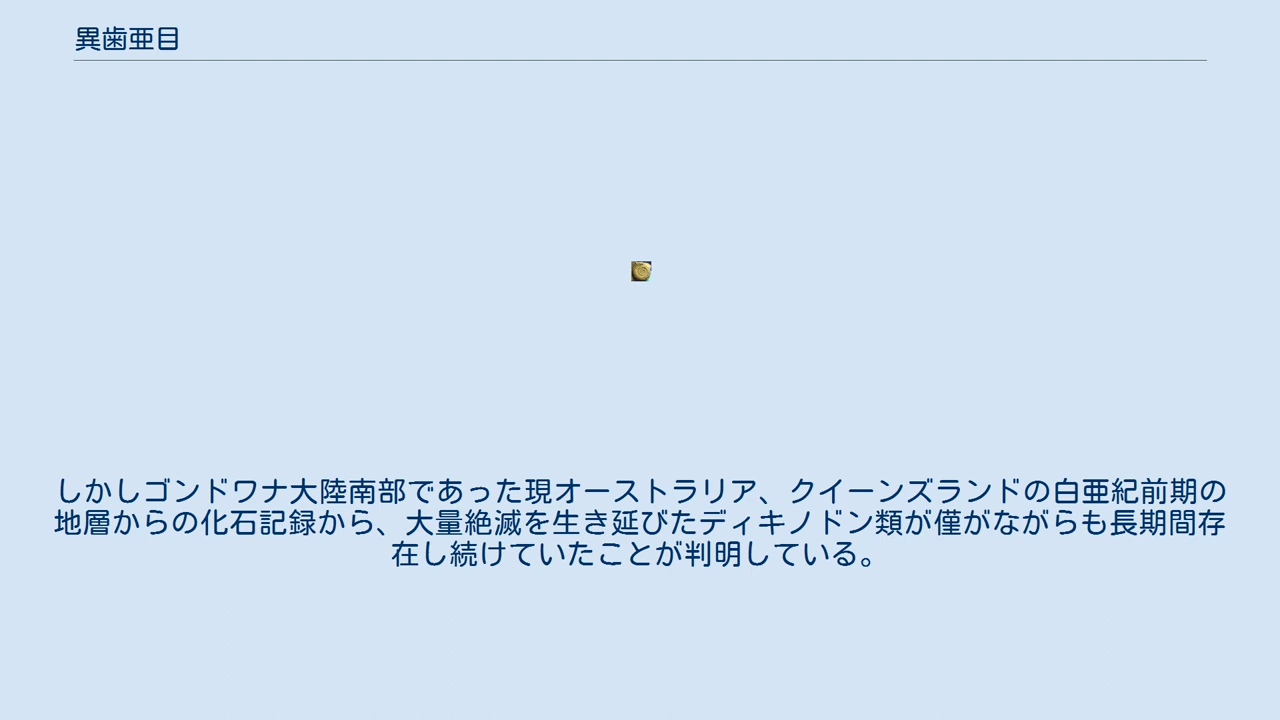 異歯亜目
しかしゴンドワナ大陸南部であった現オーストラリア、クイーンズランドの白亜紀前期の
地層からの化石記録から、大量絶滅を生き延びたディキノドン類が僅がながらも長期間存
在し続けていたことが判明している。